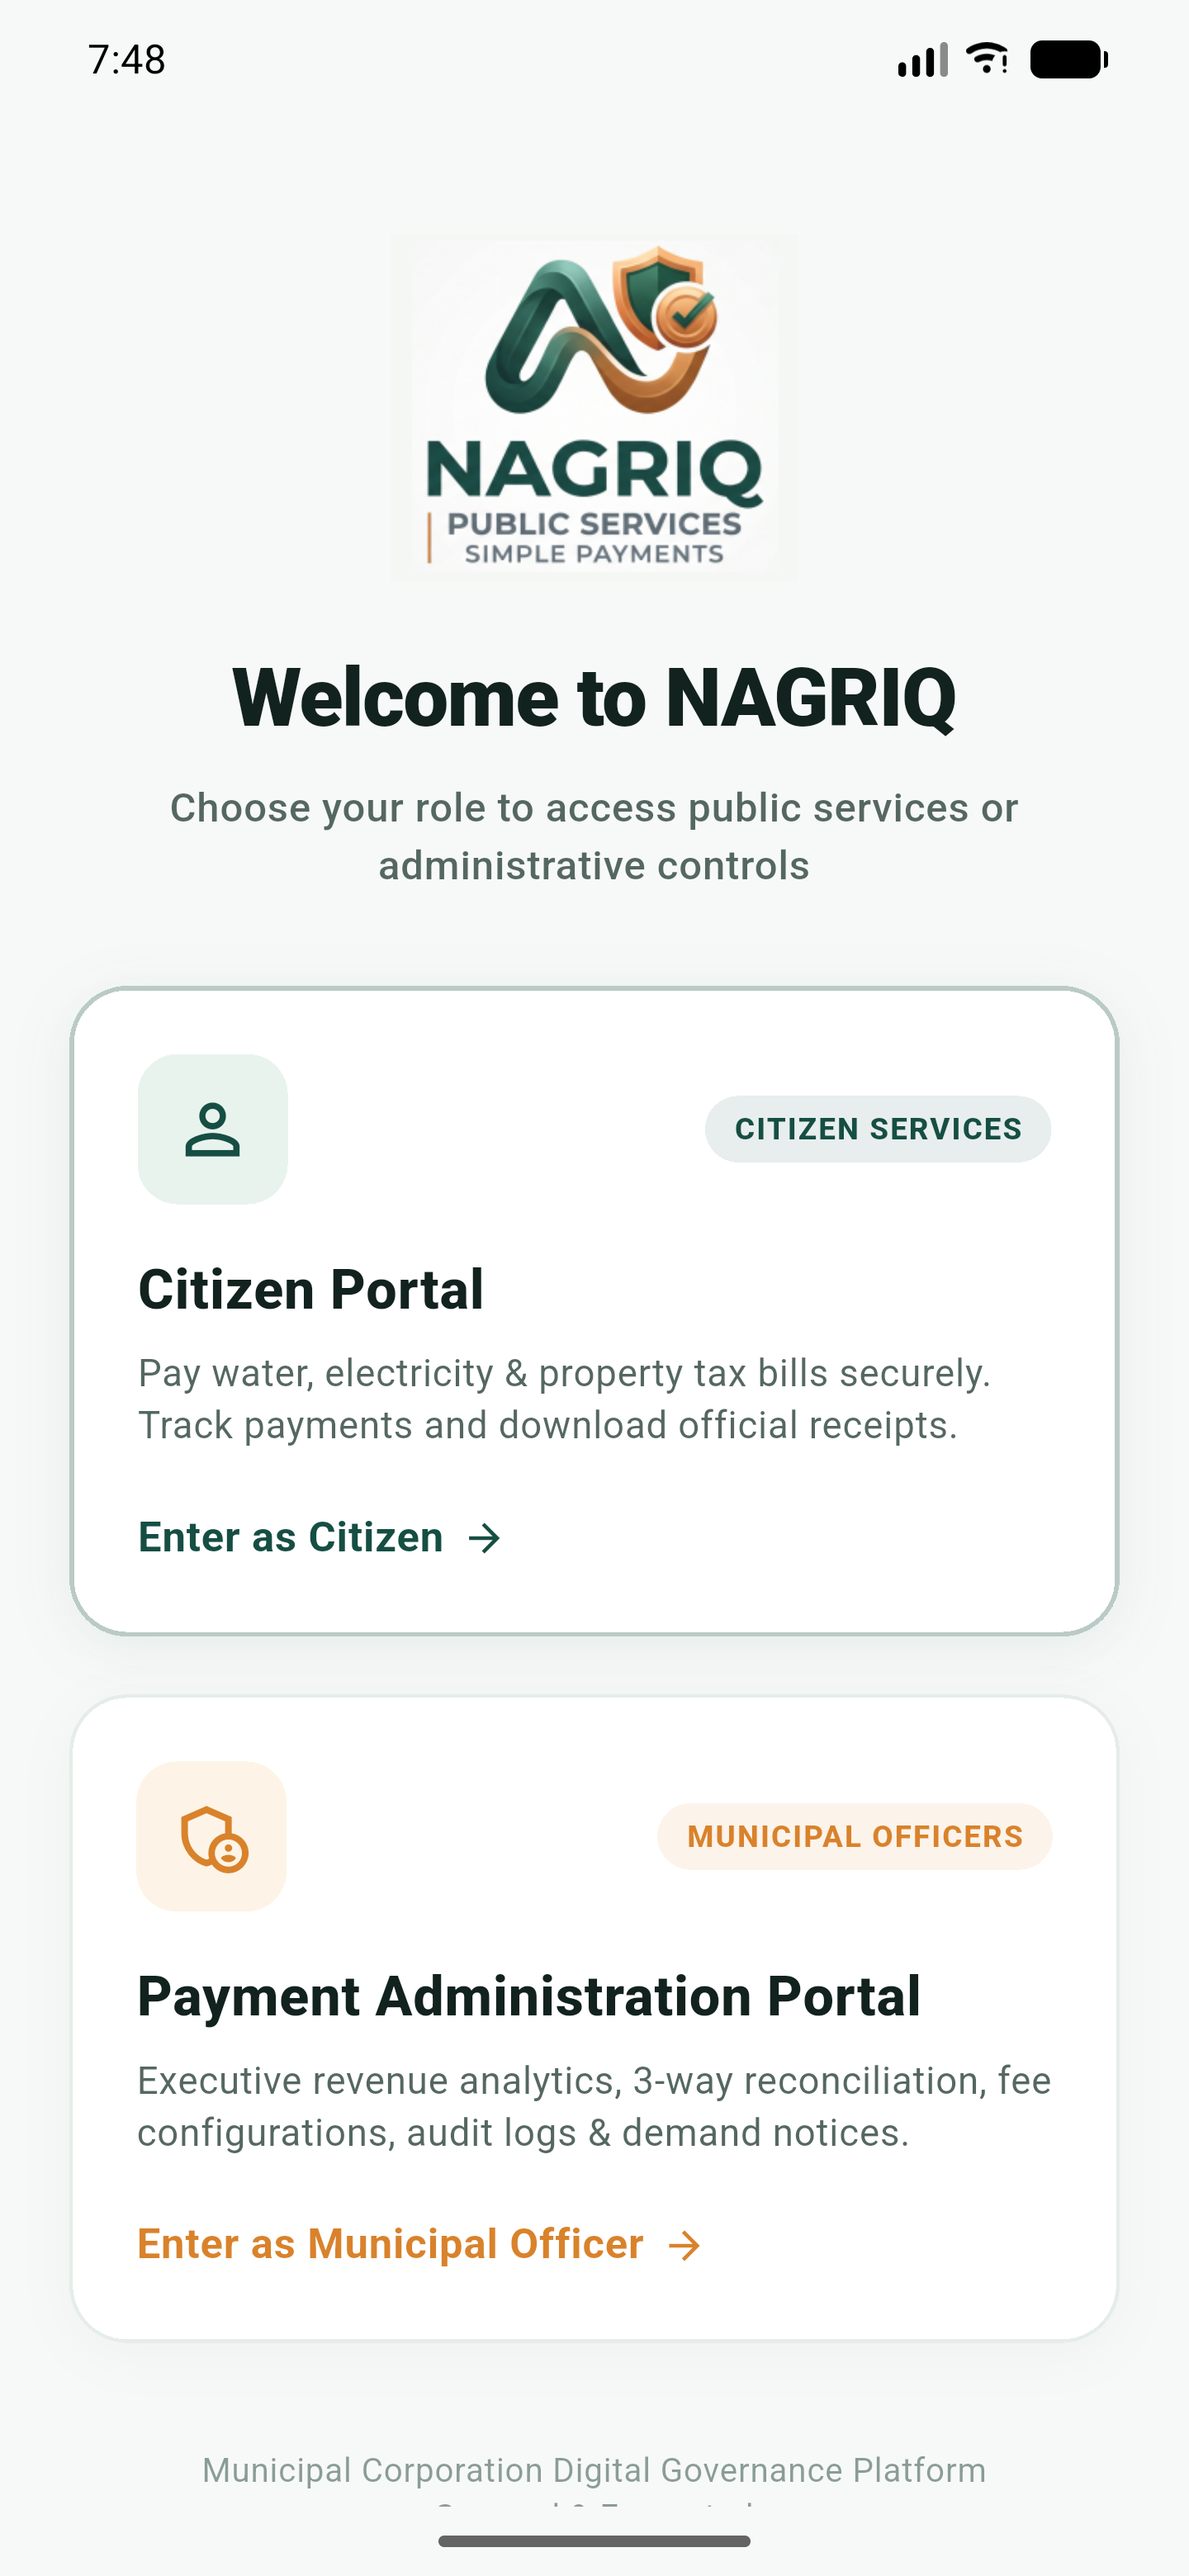 7:48
NAGRIQ
PUBLIC SERVICES
SIMPLE PAYMENTS
Welcome to NAGRIQ
Choose your role to access public services or
administrative controls
CITIZEN SERVICES
Citizen Portal
Pay water, electricity & property tax bills securely.
Track payments and download official receipts.
Enter as Citizen →
MUNICIPAL OFFICERS
Payment Administration Portal
Executive revenue analytics, 3-way reconciliation, fee
configurations, audit logs & demand notices.
Enter as Municipal Officer →
Municipal Corporation Digital Governance Platform